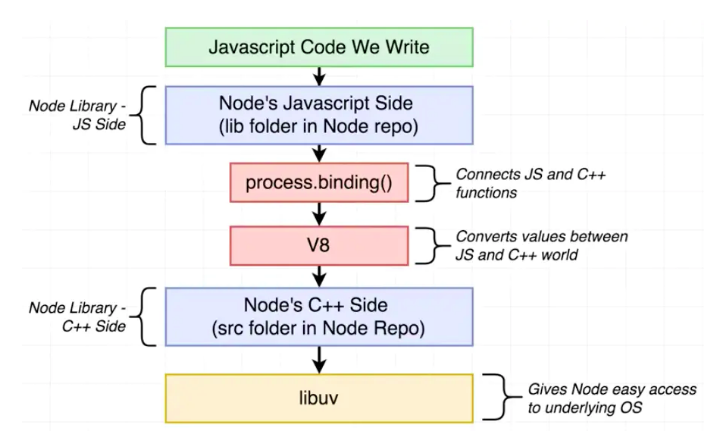 Javascript Code We Write
Node Library -
JS Side
Node's Javascript Side
(lib folder in Node repo)
process.binding()
Connects JS and C++
functions
V8
Converts values between
JS and C++ world
Node Library -
C++ Side
Node's C++ Side
(src folder in Node Repo)
libuv
Gives Node easy access
to underlying OS